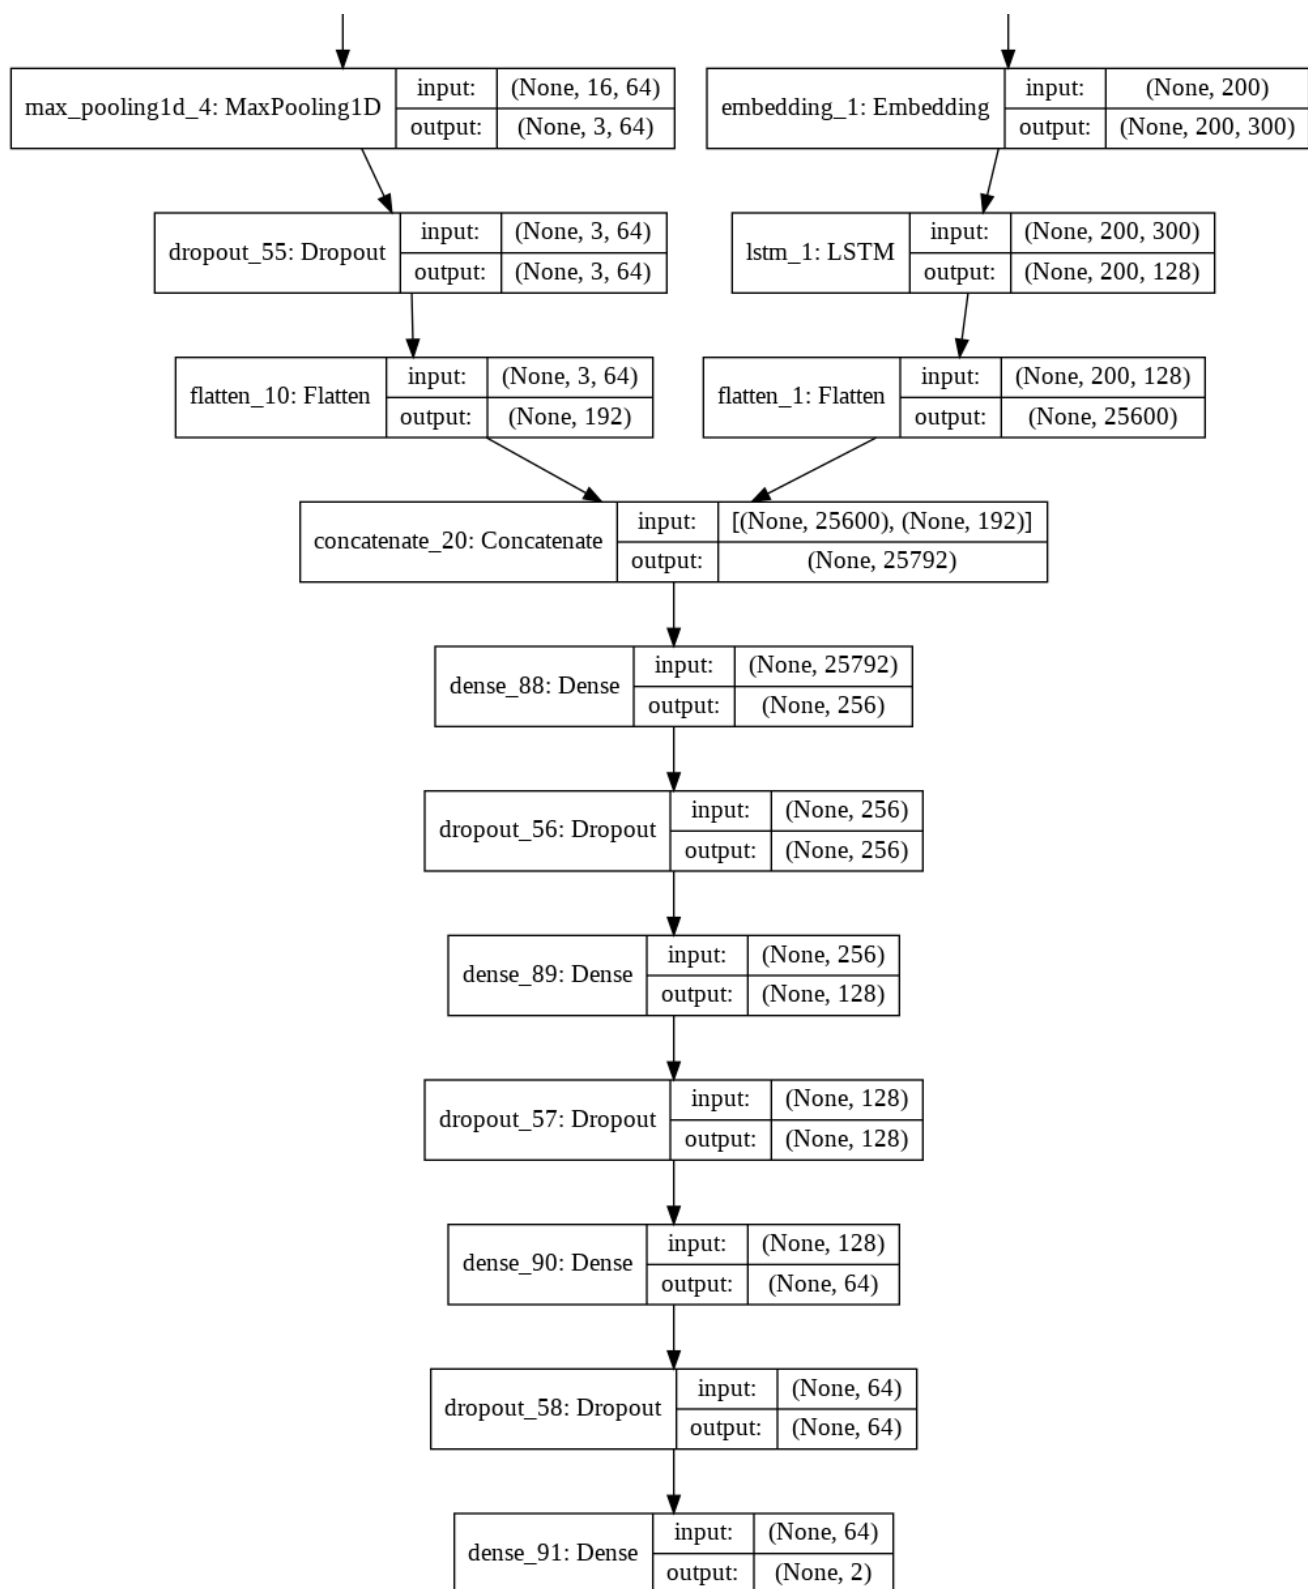 max_pooling1d_4: MaxPooling1D
input: (None, 16, 64)
output: (None, 3, 64)
embedding_1: Embedding
input: (None, 200)
output: (None, 200, 300)
dropout_55: Dropout
input: (None, 3, 64)
output: (None, 3, 64)
lstm_1: LSTM
input: (None, 200, 300)
output: (None, 200, 128)
flatten_10: Flatten
input: (None, 3, 64)
output: (None, 192)
flatten_1: Flatten
input: (None, 200, 128)
output: (None, 25600)
concatenate_20: Concatenate
input: [(None, 25600), (None, 192)]
output: (None, 25792)
dense_88: Dense
input: (None, 25792)
output: (None, 256)
dropout_56: Dropout
input: (None, 256)
output: (None, 256)
dense_89: Dense
input: (None, 256)
output: (None, 128)
dropout_57: Dropout
input: (None, 128)
output: (None, 128)
dense_90: Dense
input: (None, 128)
output: (None, 64)
dropout_58: Dropout
input: (None, 64)
output: (None, 64)
dense_91: Dense
input: (None, 64)
output: (None, 2)